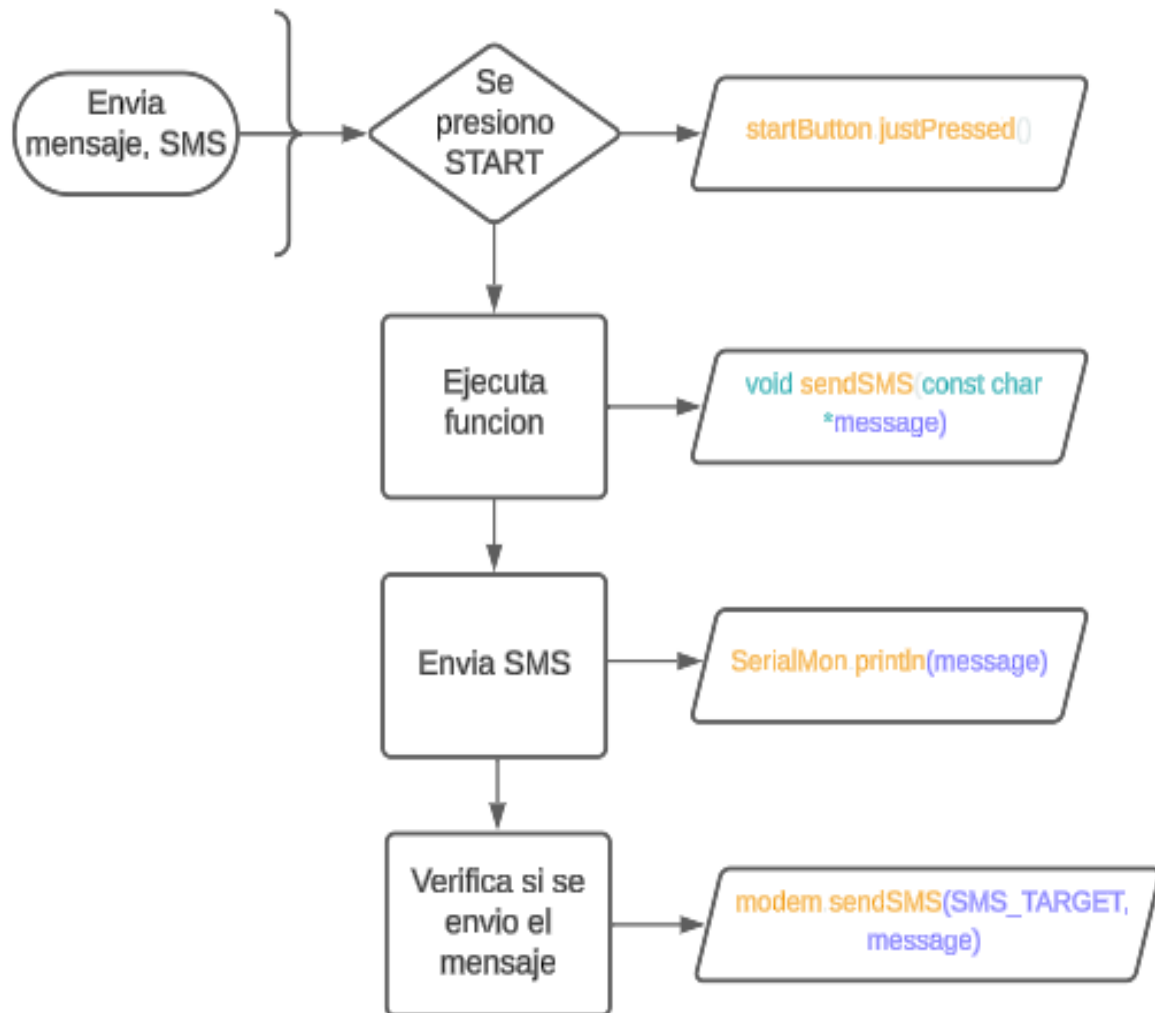 Envia
mensaje, SMS
Se
presiono
START
startButton.justPressed()
Ejecuta
funcion
void sendSMS(const char
*message)
Envia SMS
SerialMon.println(message)
Verifica si se
envio el
mensaje
modem.sendSMS(SMS_TARGET,
message)